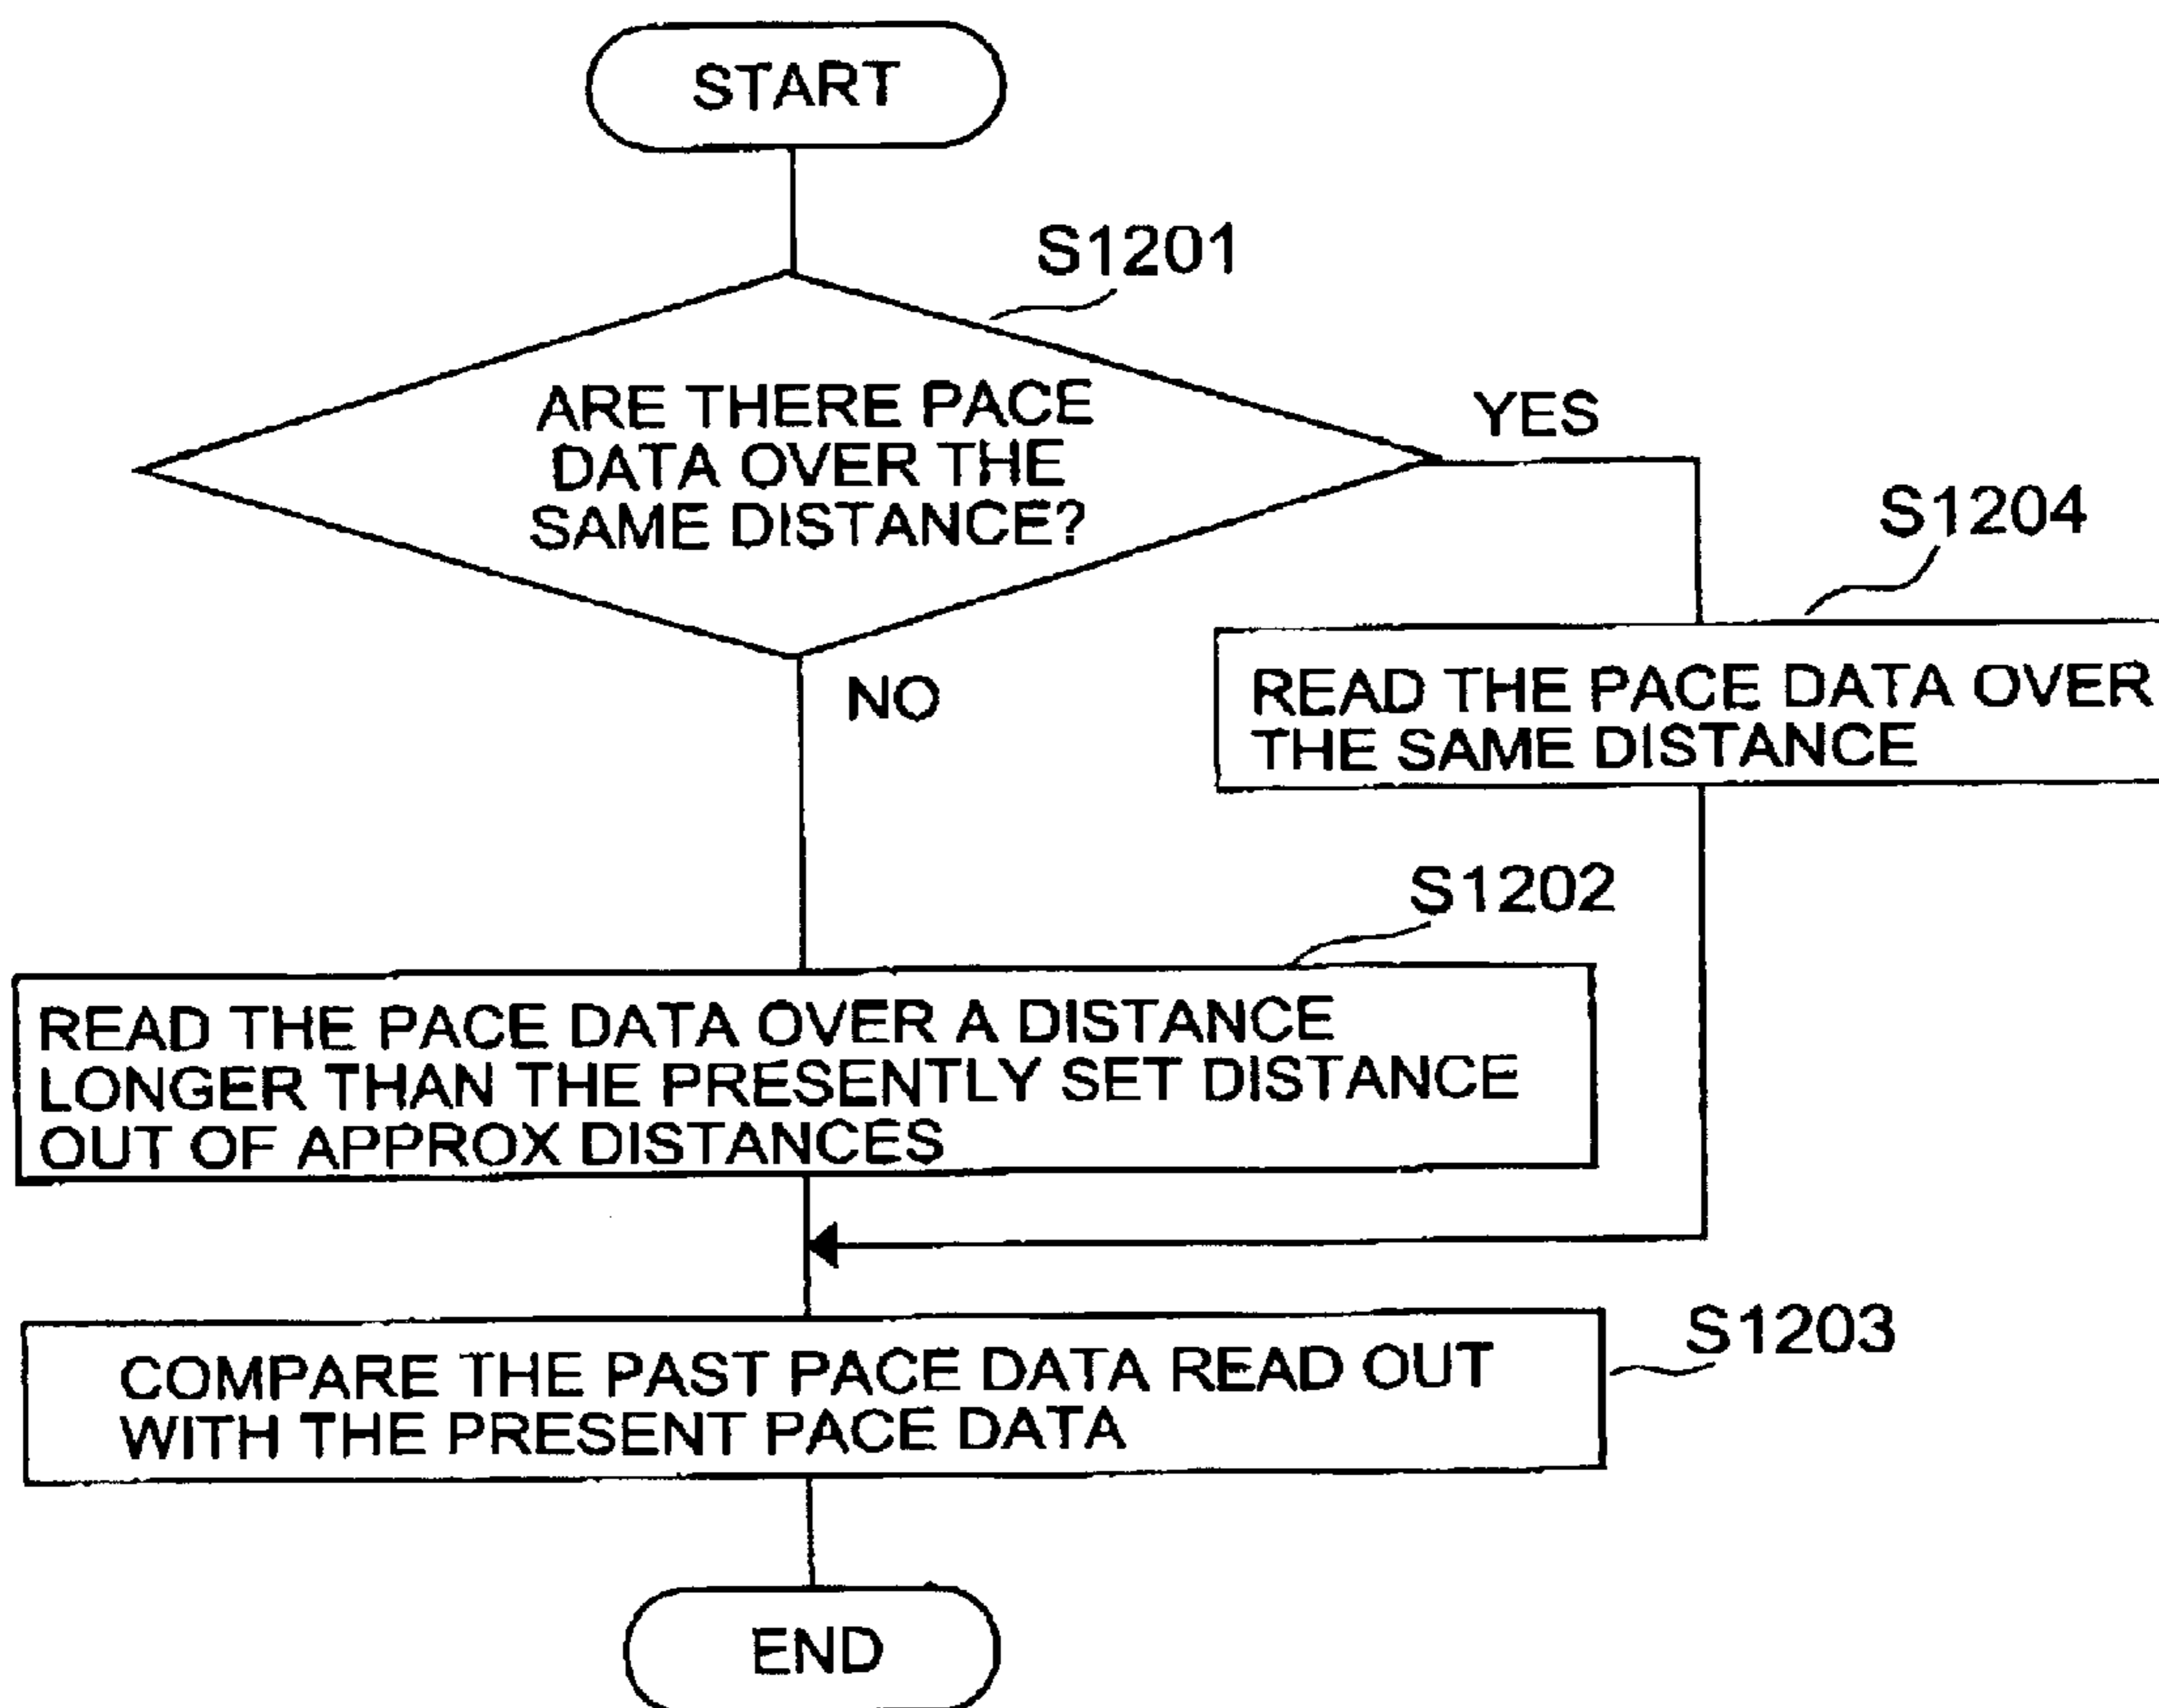 START
S1201
ARE THERE PACE
DATA OVER THE
SAME DISTANCE?
YES
S1204
READ THE PACE DATA OVER
THE SAME DISTANCE
NO
S1202
READ THE PACE DATA OVER A DISTANCE
LONGER THAN THE PRESENTLY SET DISTANCE
OUT OF APPROX DISTANCES
S1203
COMPARE THE PAST PACE DATA READ OUT
WITH THE PRESENT PACE DATA
END